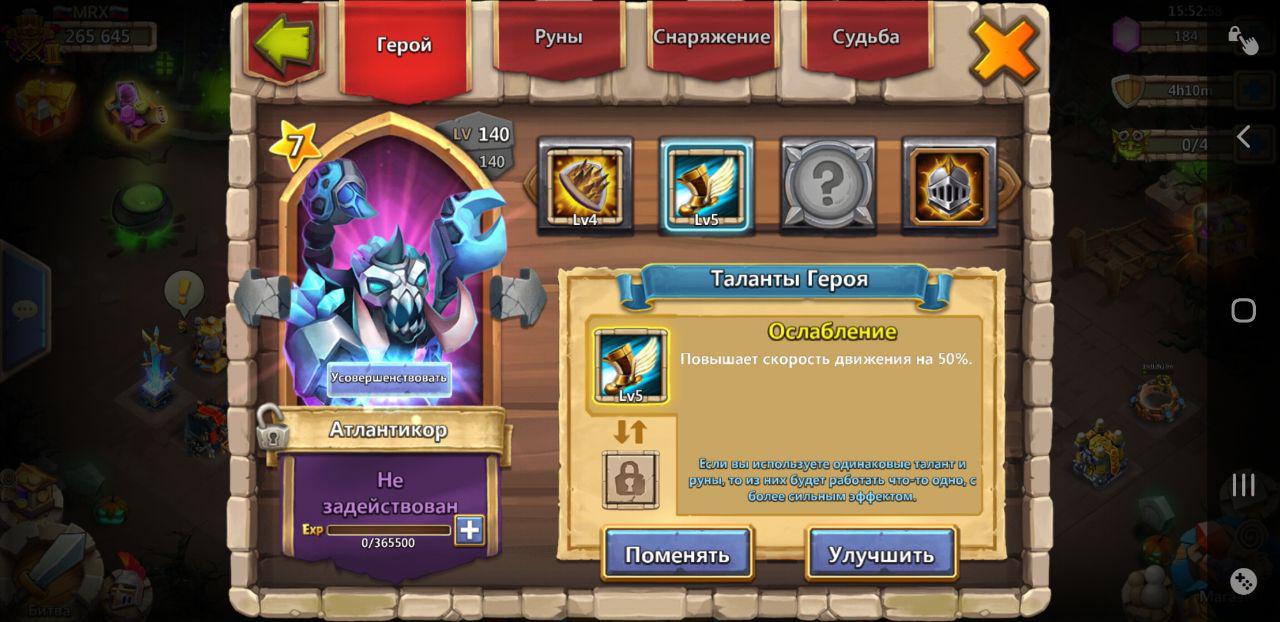 MRX
265 645
Герой
Руны
Снаряжение
Судьба
15:52:58
184
4h10m
0/4
7
LV 140
140
Lv4
Lv5
?
Усовершенствовать
Атлантикор
Не
задействован
Exp
0/365500
Таланты Героя
Ослабление
Повышает скорость движения на 50%.
Lv5
Если вы используете одинаковые талант и
руны, то из них будет работать что-то одно, с
более сильным эффектом.
Поменять
Улучшить
Битва